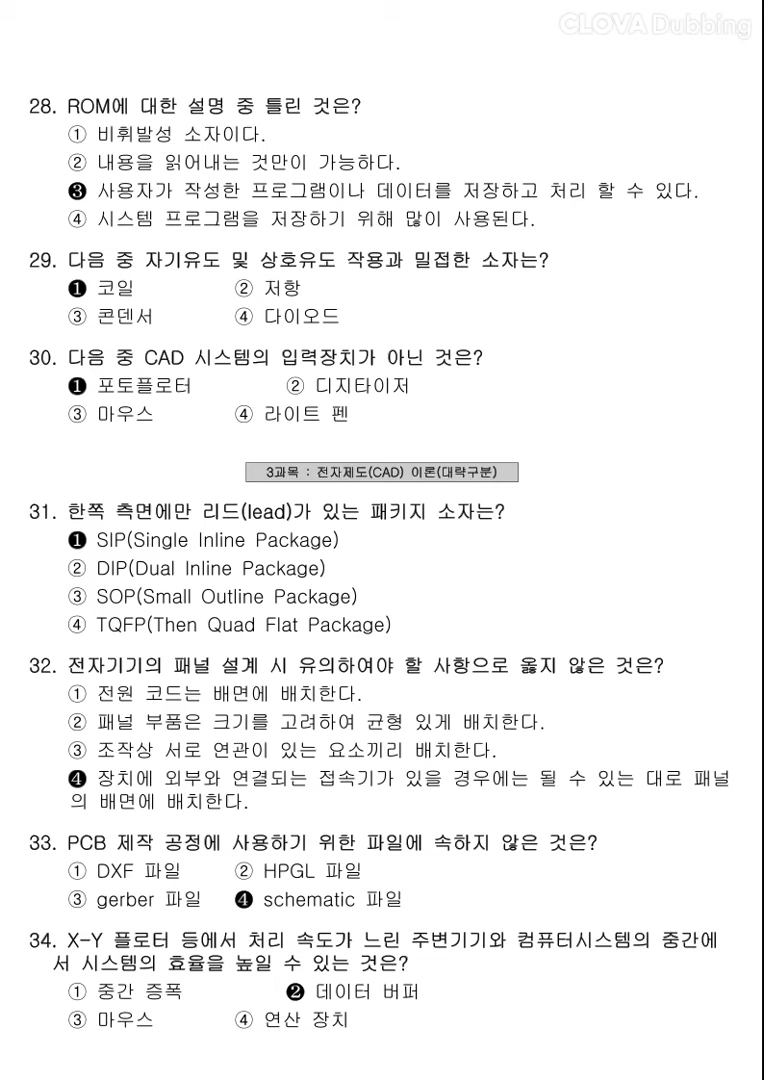 CLOVA Dubbing
28. ROM에 대한 설명 중 틀린 것은?
① 비휘발성 소자이다.
② 내용을 읽어내는 것만이 가능하다.
❸ 사용자가 작성한 프로그램이나 데이터를 저장하고 처리 할 수 있다.
④ 시스템 프로그램을 저장하기 위해 많이 사용된다.
29. 다음 중 자기유도 및 상호유도 작용과 밀접한 소자는?
❶ 코일 ② 저항
③ 콘덴서 ④ 다이오드
30. 다음 중 CAD 시스템의 입력장치가 아닌 것은?
❶ 포토플로터 ② 디지타이저
③ 마우스 ④ 라이트 펜
3과목 : 전자제도(CAD) 이론(대략구분)
31. 한쪽 측면에만 리드(lead)가 있는 패키지 소자는?
❶ SIP(Single Inline Package)
② DIP(Dual Inline Package)
③ SOP(Small Outline Package)
④ TQFP(Then Quad Flat Package)
32. 전자기기의 패널 설계 시 유의하여야 할 사항으로 옳지 않은 것은?
① 전원 코드는 배면에 배치한다.
② 패널 부품은 크기를 고려하여 균형 있게 배치한다.
③ 조작상 서로 연관이 있는 요소끼리 배치한다.
❹ 장치에 외부와 연결되는 접속기가 있을 경우에는 될 수 있는 대로 패널
의 배면에 배치한다.
33. PCB 제작 공정에 사용하기 위한 파일에 속하지 않은 것은?
① DXF 파일 ② HPGL 파일
③ gerber 파일 ❹ schematic 파일
34. X-Y 플로터 등에서 처리 속도가 느린 주변기기와 컴퓨터시스템의 중간에
서 시스템의 효율을 높일 수 있는 것은?
① 중간 증폭 ❷ 데이터 버퍼
③ 마우스 ④ 연산 장치